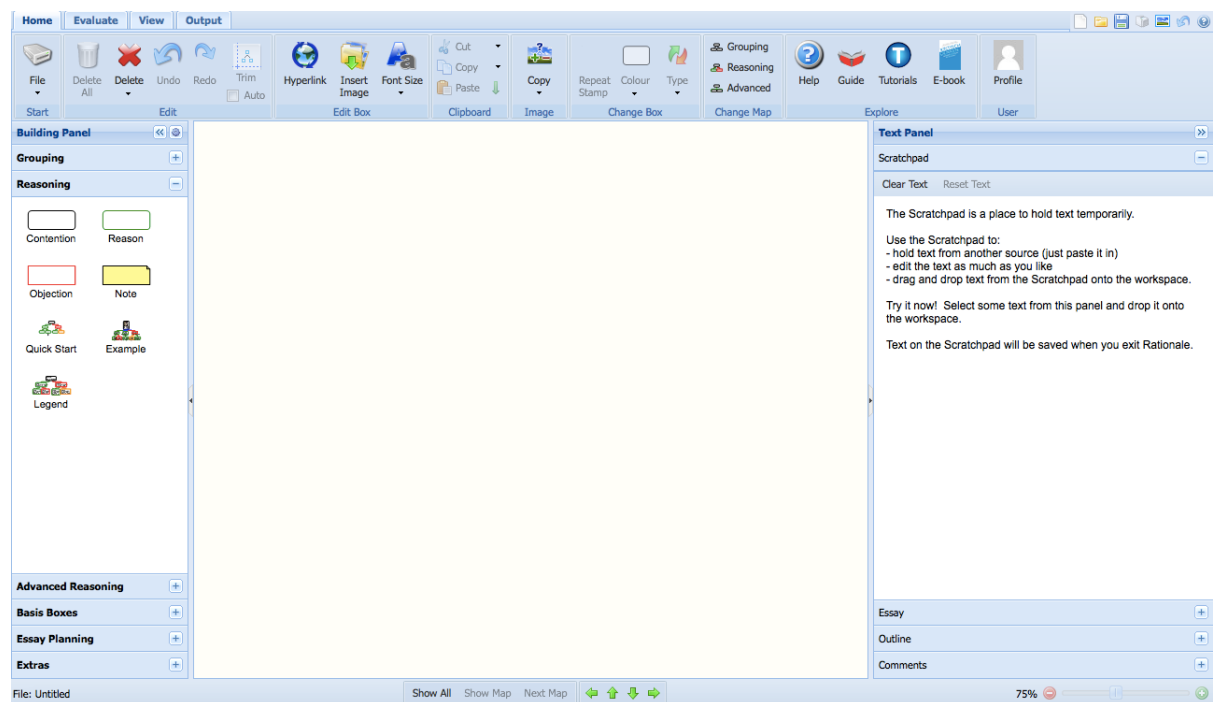 Home Evaluate View Output
File Delete All Delete Undo Redo Trim Auto
Hyperlink Insert Image Font Size
Cut
Copy
Paste
Copy
Repeat Stamp Colour Type
Grouping
Reasoning
Advanced
Help Guide Tutorials E-book Profile
Start Edit Edit Box Clipboard Image Change Box Change Map Explore User
Building Panel
Grouping
Reasoning
Contention Reason
Objection Note
Quick Start Example
Legend
Advanced Reasoning
Basis Boxes
Essay Planning
Extras
Text Panel
Scratchpad
Clear Text Reset Text
The Scratchpad is a place to hold text temporarily.
Use the Scratchpad to:
- hold text from another source (just paste it in)
- edit the text as much as you like
- drag and drop text from the Scratchpad onto the workspace.
Try it now! Select some text from this panel and drop it onto
the workspace.
Text on the Scratchpad will be saved when you exit Rationale.
Essay
Outline
Comments
File: Untitled
Show All Show Map Next Map
75%